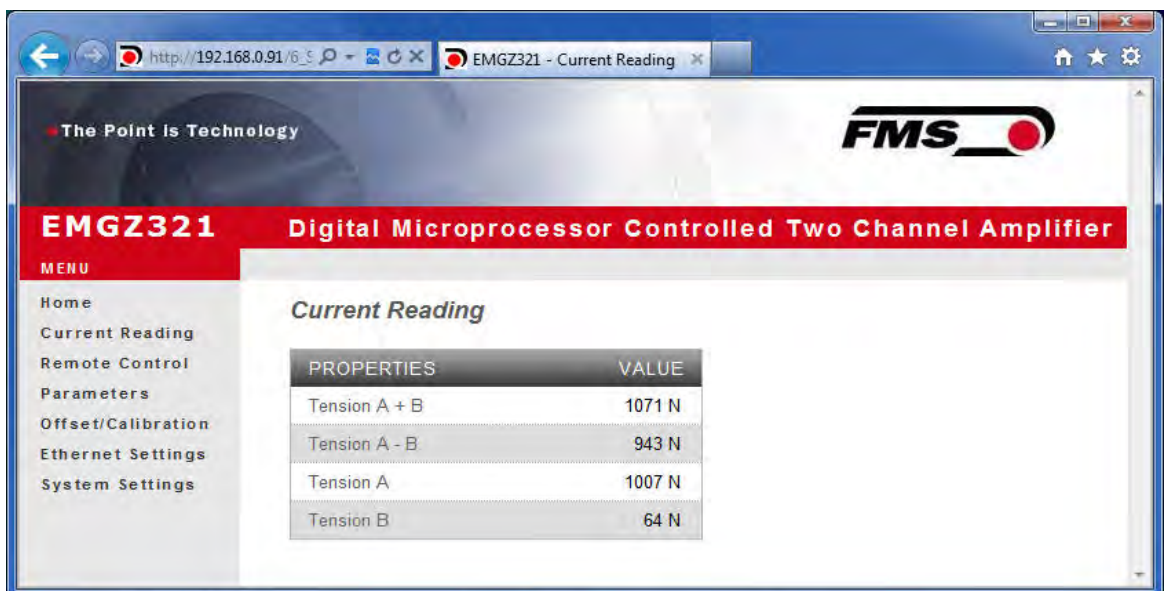 http://192.168.0.91/6_S
EMGZ321 - Current Reading
The Point is Technology
FMS
EMGZ321 Digital Microprocessor Controlled Two Channel Amplifier
MENU
Home
Current Reading
Remote Control
Parameters
Offset/Calibration
Ethernet Settings
System Settings
Current Reading
PROPERTIES VALUE
Tension A + B 1071 N
Tension A - B 943 N
Tension A 1007 N
Tension B 64 N